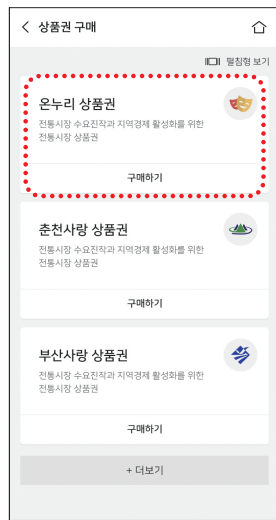 상품권 구매
펼침형 보기
온누리 상품권
전통시장 수요진작과 지역경제 활성화를 위한
전통시장 상품권
구매하기
춘천사랑 상품권
전통시장 수요진작과 지역경제 활성화를 위한
전통시장 상품권
구매하기
부산사랑 상품권
전통시장 수요진작과 지역경제 활성화를 위한
전통시장 상품권
구매하기
+ 더보기